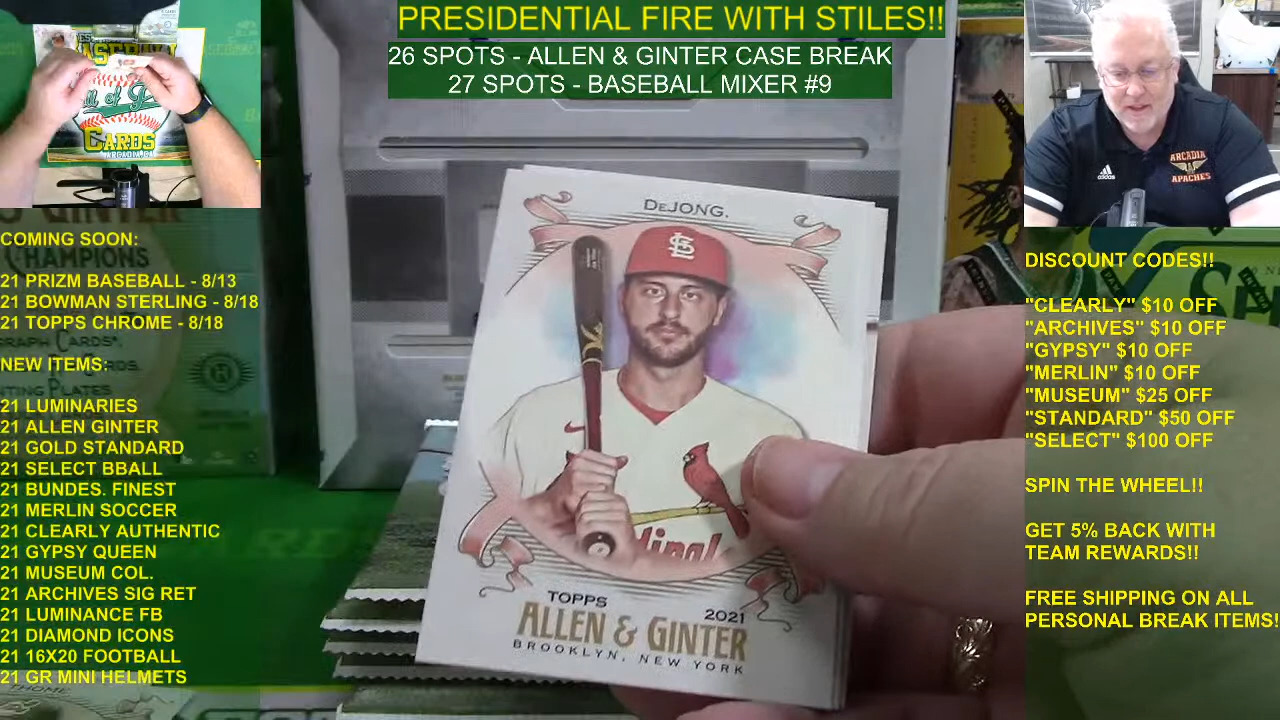 PRESIDENTIAL FIRE WITH STILES!!
26 SPOTS - ALLEN & GINTER CASE BREAK
27 SPOTS - BASEBALL MIXER #9
CARDS
COMING SOON:
21 PRIZM BASEBALL - 8/13
21 BOWMAN STERLING - 8/18
21 TOPPS CHROME - 8/18
NEW ITEMS:
21 LUMINARIES
21 ALLEN GINTER
21 GOLD STANDARD
21 SELECT BBALL
21 BUNDES. FINEST
21 MERLIN SOCCER
21 CLEARLY AUTHENTIC
21 GYPSY QUEEN
21 MUSEUM COL.
21 ARCHIVES SIG RET
21 LUMINANCE FB
21 DIAMOND ICONS
21 16X20 FOOTBALL
21 GR MINI HELMETS
CHAMPIONS
DEJONG.
Cardinals
TOPPS 2021
ALLEN & GINTER
BROOKLYN, NEW YORK
adidas
ARCADIA
APACHES
DISCOUNT CODES!!
"CLEARLY" $10 OFF
"ARCHIVES" $10 OFF
"GYPSY" $10 OFF
"MERLIN" $10 OFF
"MUSEUM" $25 OFF
"STANDARD" $50 OFF
"SELECT" $100 OFF
SPIN THE WHEEL!!
GET 5% BACK WITH
TEAM REWARDS!!
FREE SHIPPING ON ALL
PERSONAL BREAK ITEMS!